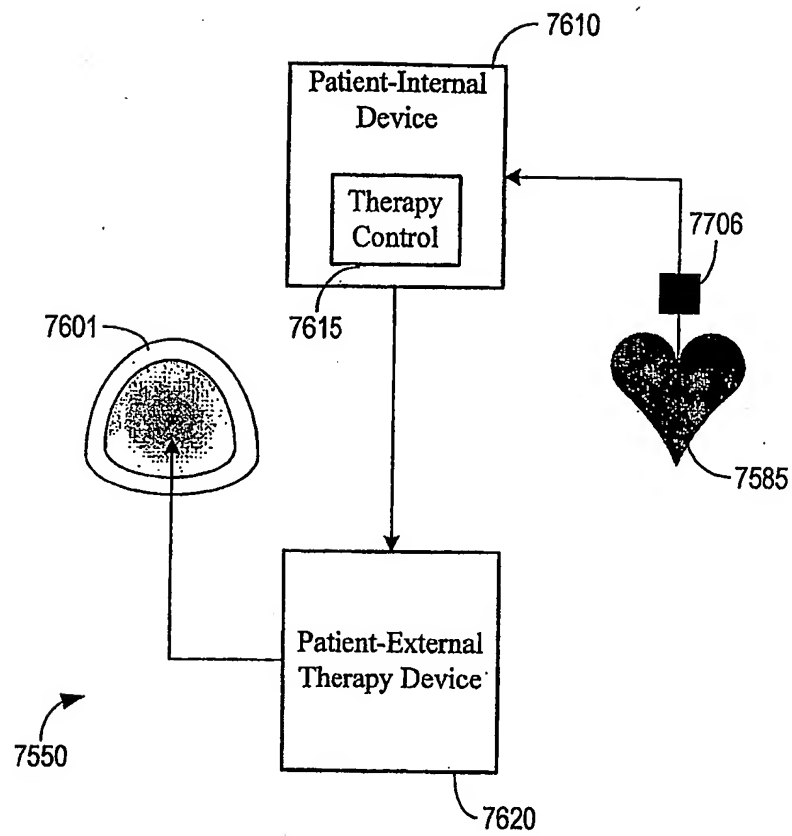 7610
Patient-Internal
Device
Therapy
Control
7706
7615
7601
7585
Patient-External
Therapy Device
7550
7620